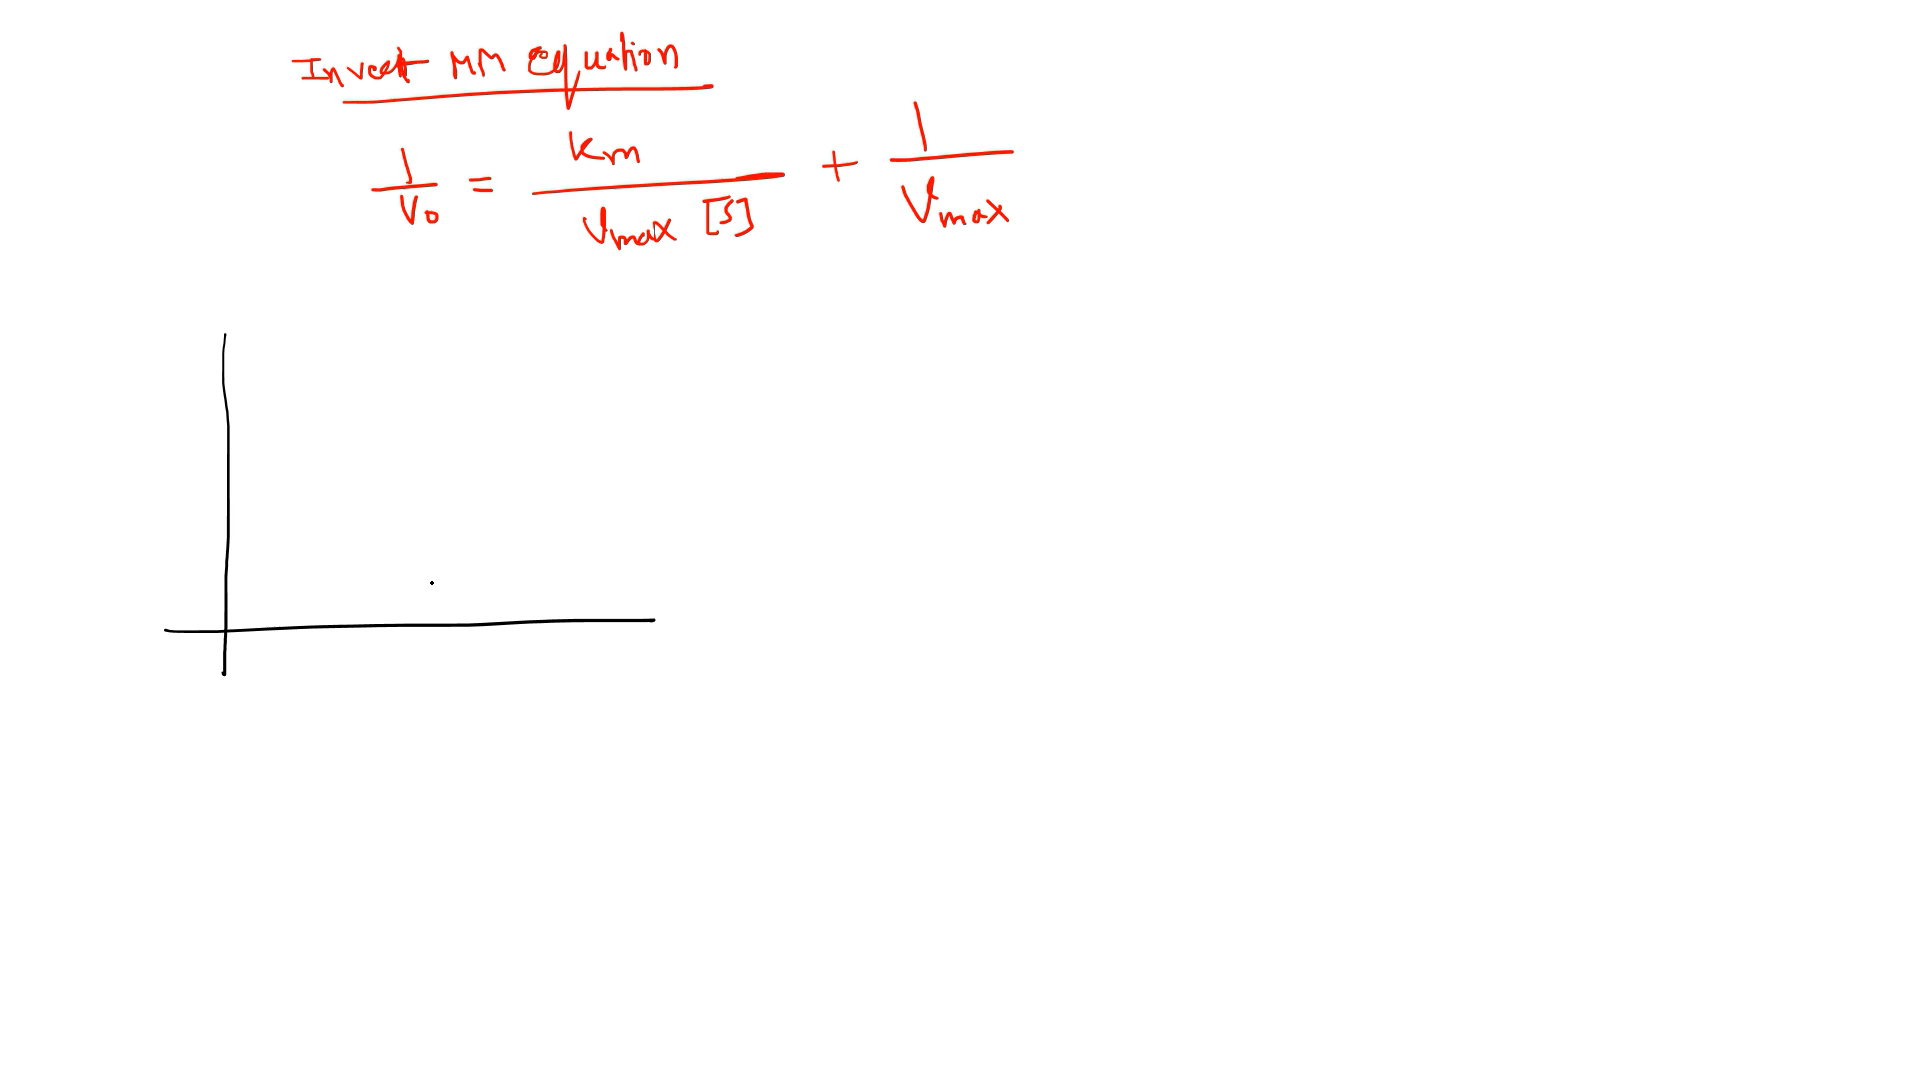 Invert MM Equation
1/V₀ = Km/Vmax [S] + 1/Vmax